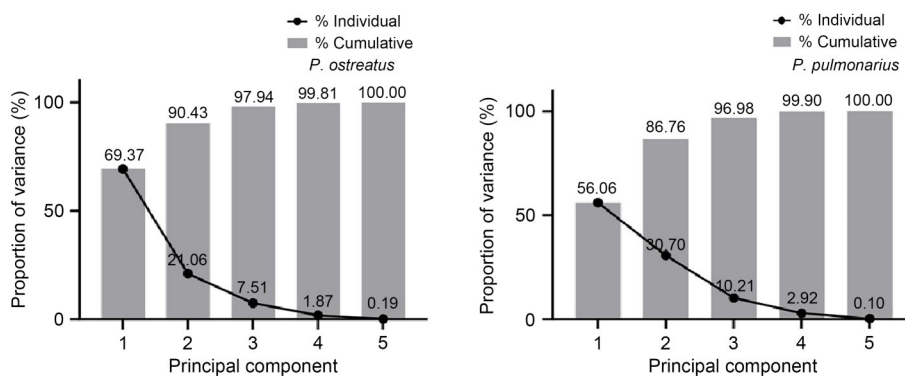 % Individual
% Cumulative
P. ostreatus
Proportion of variance (%)
100
50
0
69.37
90.43
97.94
99.81
100.00
21.06
7.51
1.87
0.19
1 2 3 4 5
Principal component
% Individual
% Cumulative
P. pulmonarius
Proportion of variance (%)
100
50
0
56.06
86.76
96.98
99.90
100.00
30.70
10.21
2.92
0.10
1 2 3 4 5
Principal component